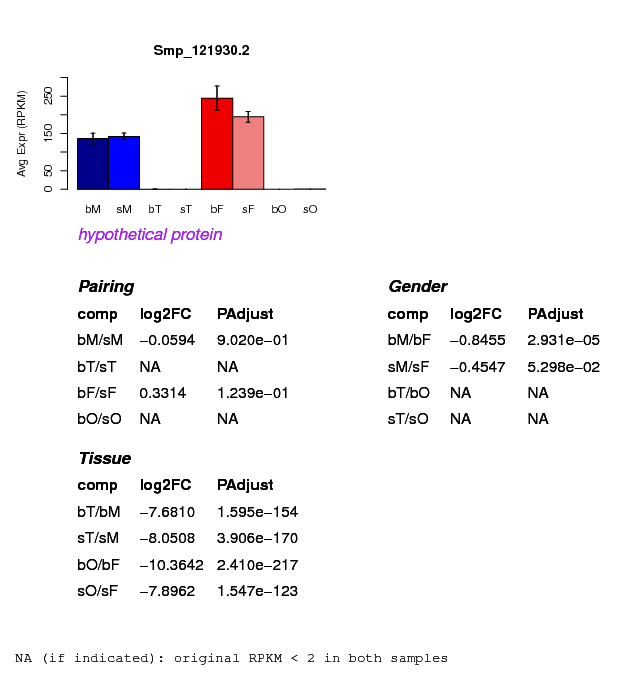 Smp_121930.2
Avg Expr (RPKM)
0 50 150 250
bM sM bT sT bF sF bO sO
hypothetical protein
Pairing
comp log2FC PAdjust
bM/sM −0.0594 9.020e−01
bT/sT NA NA
bF/sF 0.3314 1.239e−01
bO/sO NA NA
Gender
comp log2FC PAdjust
bM/bF −0.8455 2.931e−05
sM/sF −0.4547 5.298e−02
bT/bO NA NA
sT/sO NA NA
Tissue
comp log2FC PAdjust
bT/bM −7.6810 1.595e−154
sT/sM −8.0508 3.906e−170
bO/bF −10.3642 2.410e−217
sO/sF −7.8962 1.547e−123
NA (if indicated): original RPKM < 2 in both samples